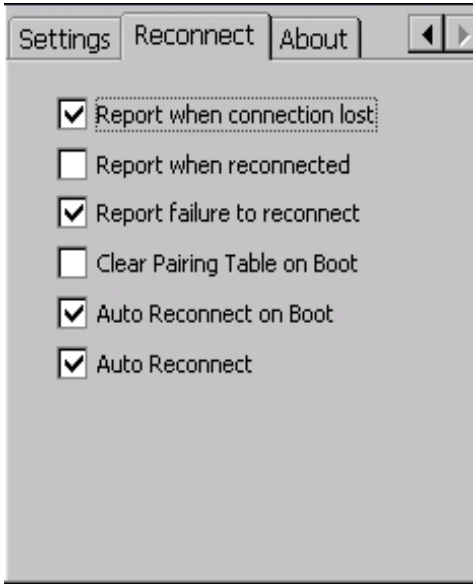 Settings Reconnect About
Report when connection lost
Report when reconnected
Report failure to reconnect
Clear Pairing Table on Boot
Auto Reconnect on Boot
Auto Reconnect